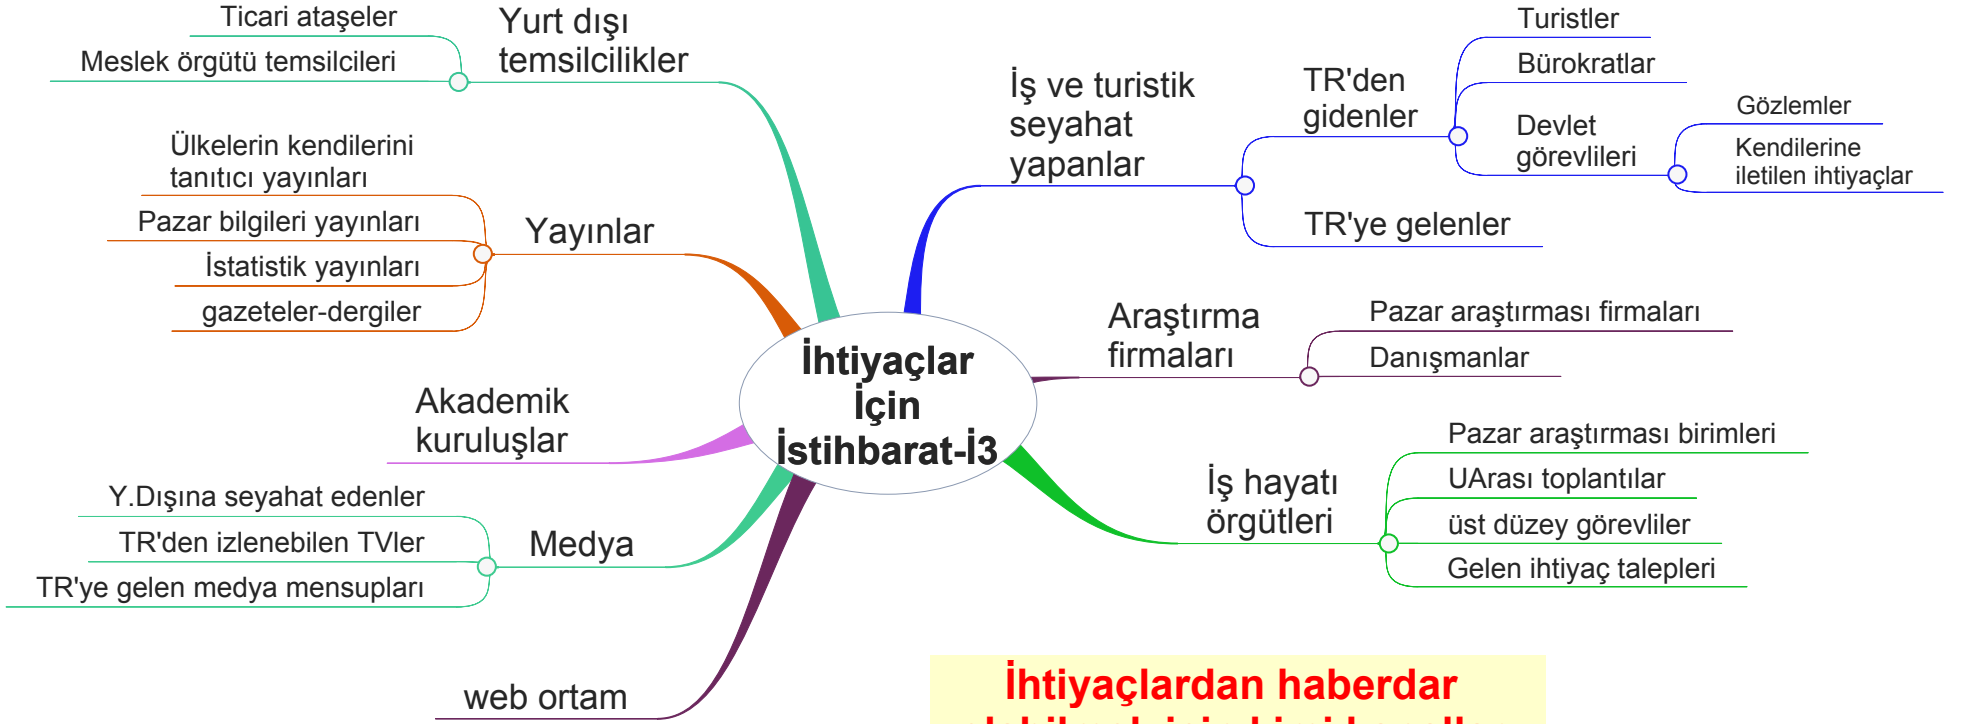 Ticari ataşeler
Meslek örgütü temsilcileri
Yurt dışı
temsilcilikler
Ülkelerin kendilerini
tanıtıcı yayınları
Pazar bilgileri yayınları
İstatistik yayınları
gazeteler-dergiler
Yayınlar
Akademik
kuruluşlar
Y.Dışına seyahat edenler
TR'den izlenebilen TVler
TR'ye gelen medya mensupları
Medya
web ortam
İhtiyaçlar
İçin
İstihbarat-İ3
İş ve turistik
seyahat
yapanlar
TR'den
gidenler
Turistler
Bürokratlar
Devlet
görevlileri
Gözlemler
Kendilerine
iletilen ihtiyaçlar
TR'ye gelenler
Araştırma
firmaları
Pazar araştırması firmaları
Danışmanlar
İş hayatı
örgütleri
Pazar araştırması birimleri
UArası toplantılar
üst düzey görevliler
Gelen ihtiyaç talepleri
İhtiyaçlardan haberdar